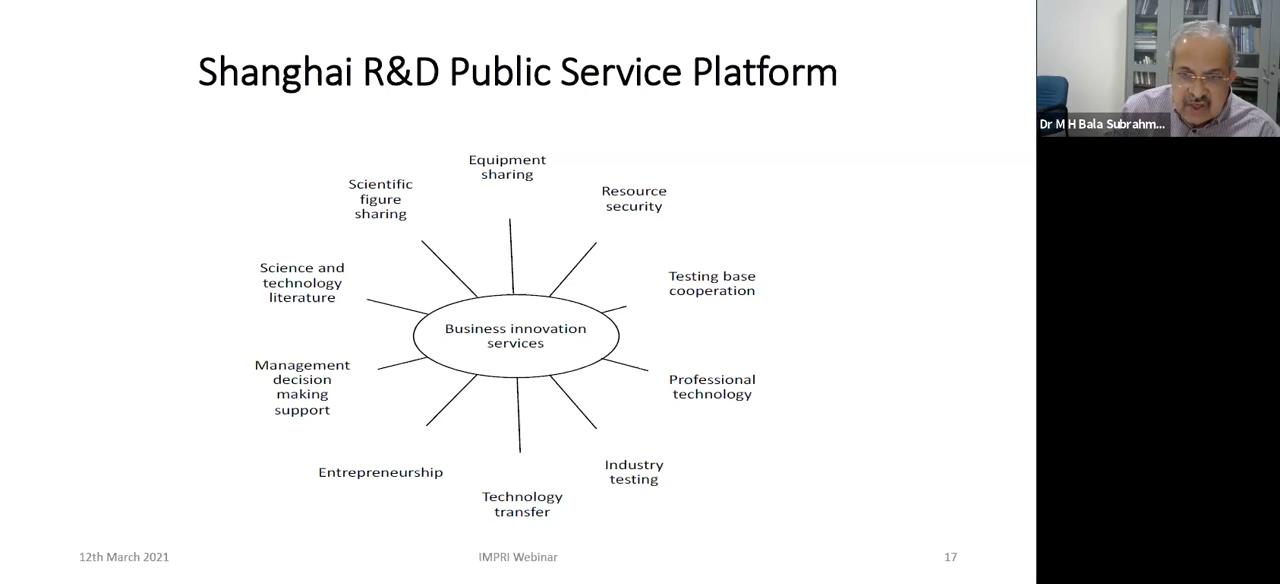 Shanghai R&D Public Service Platform
Dr M H Bala Subrahm...
Equipment
sharing
Scientific
figure
sharing
Resource
security
Science and
technology
literature
Testing base
cooperation
Business innovation
services
Management
decision
making
support
Professional
technology
Entrepreneurship
Industry
testing
Technology
transfer
12th March 2021
IMPRI Webinar
17